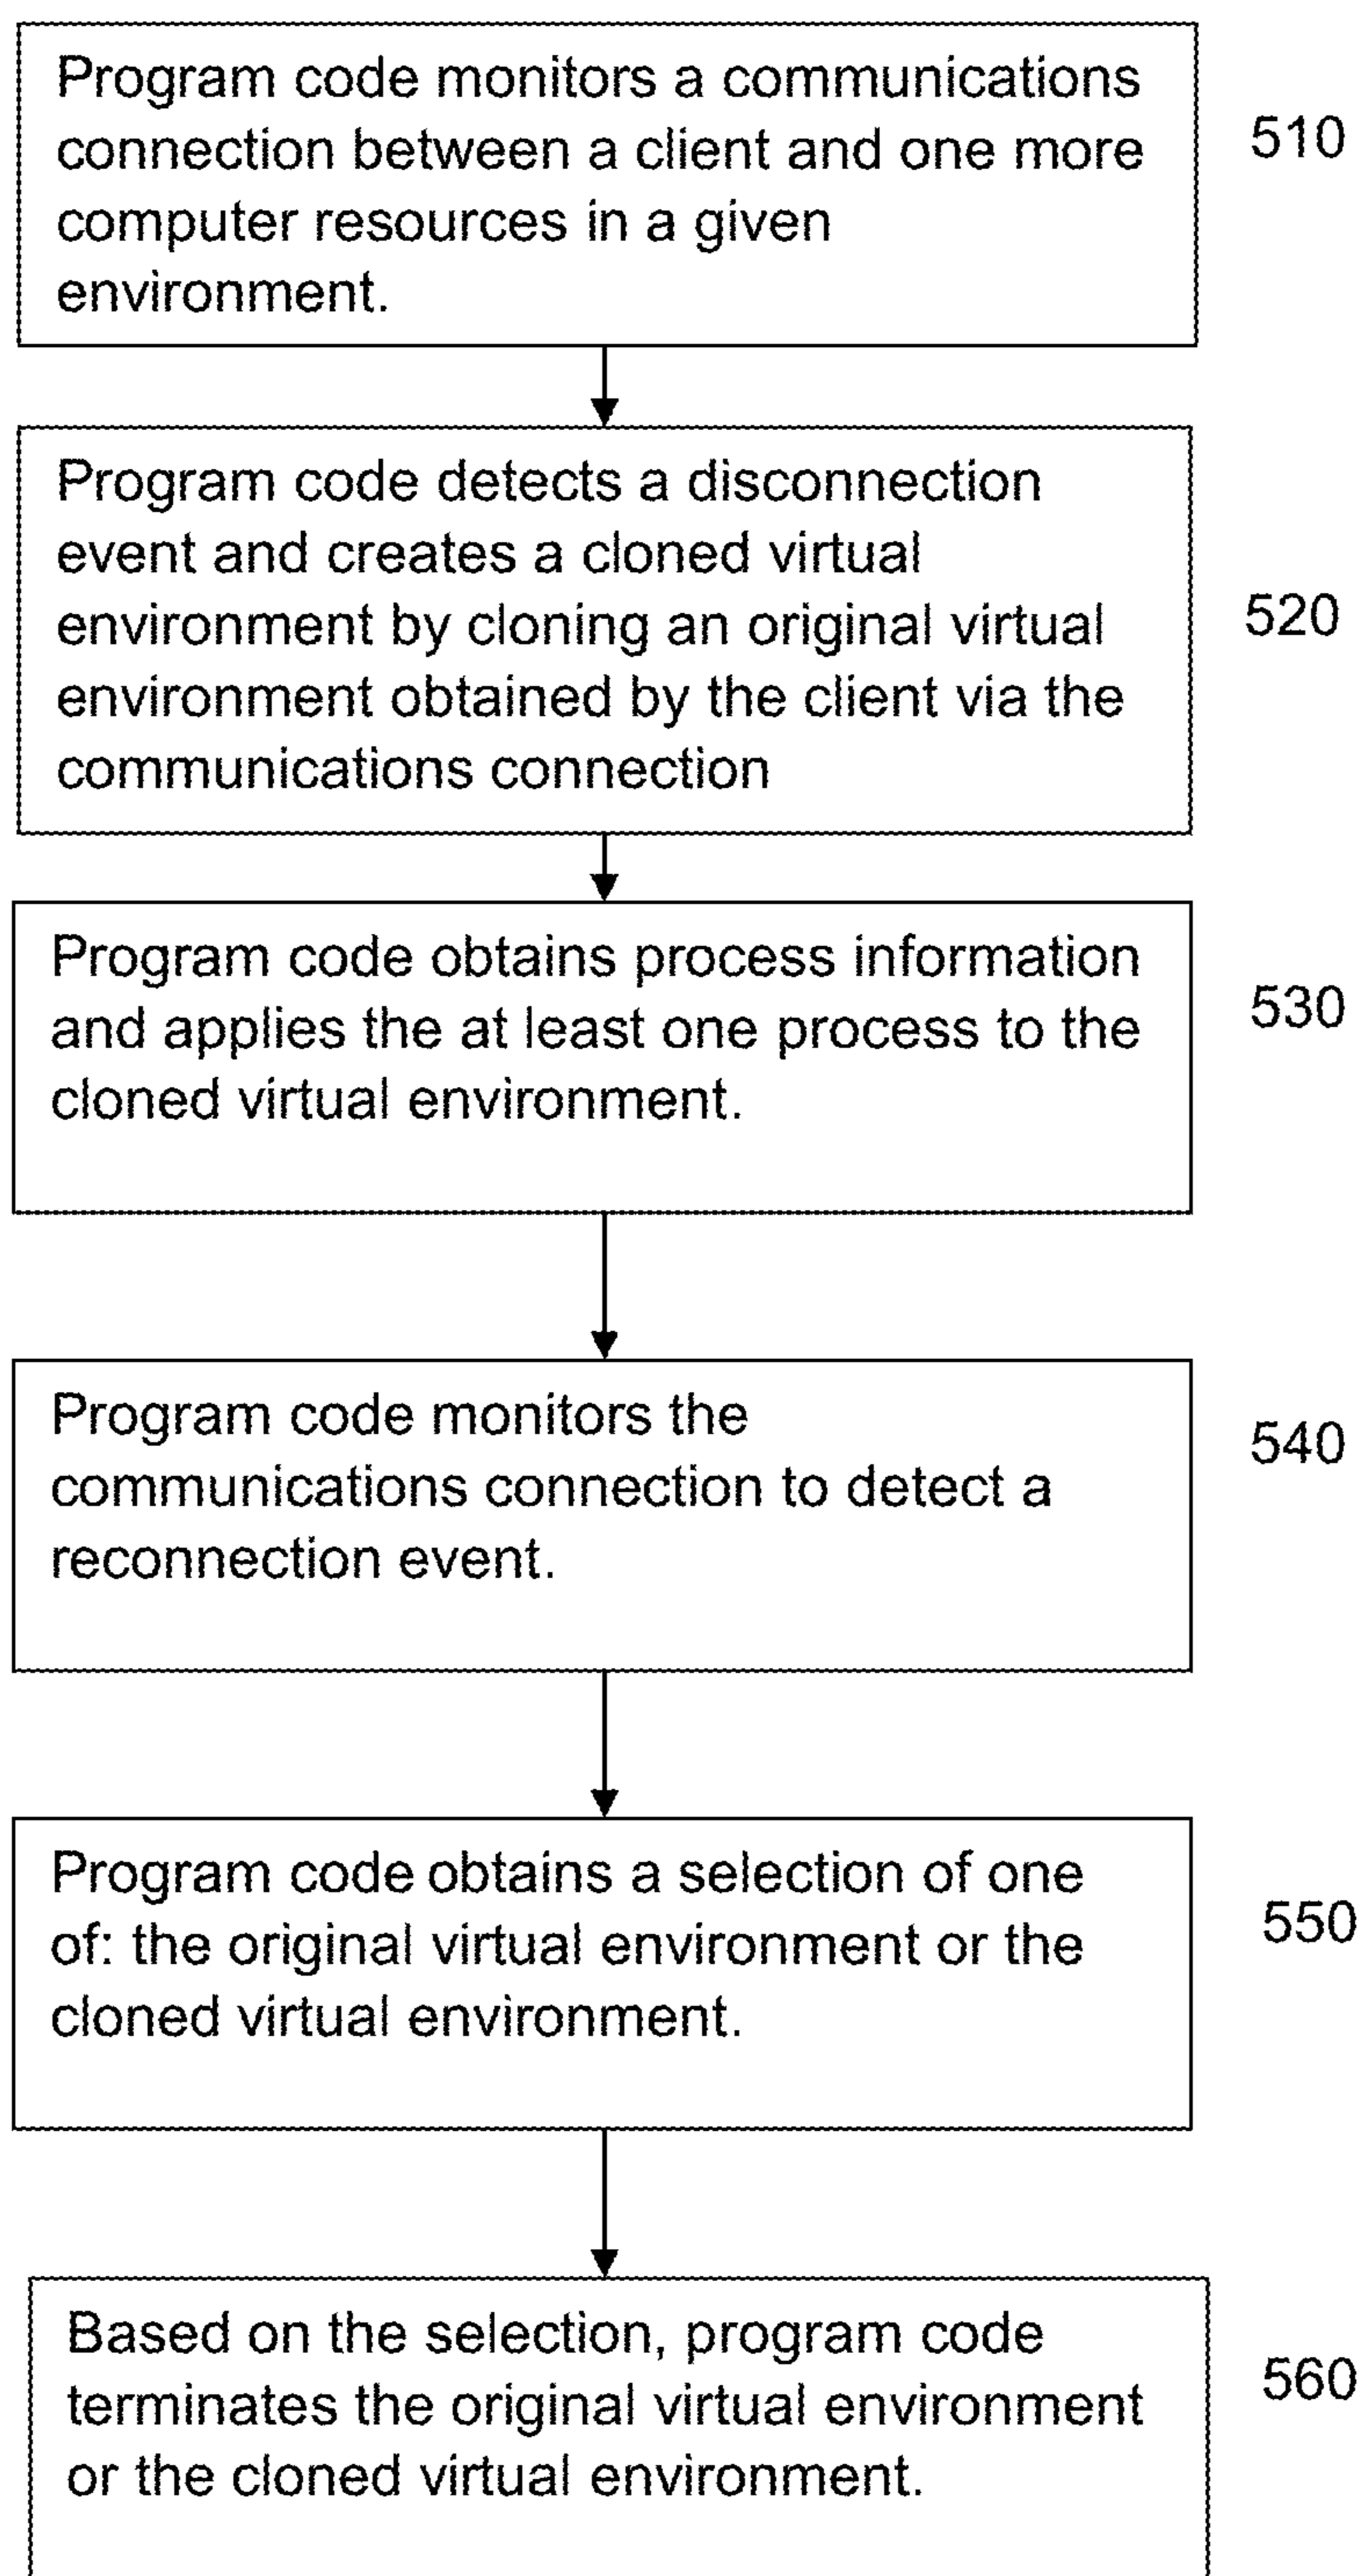 Program code monitors a communications
connection between a client and one more
computer resources in a given
environment.
510
Program code detects a disconnection
event and creates a cloned virtual
environment by cloning an original virtual
environment obtained by the client via the
communications connection
520
Program code obtains process information
and applies the at least one process to the
cloned virtual environment.
530
Program code monitors the
communications connection to detect a
reconnection event.
540
Program code obtains a selection of one
of: the original virtual environment or the
cloned virtual environment.
550
Based on the selection, program code
terminates the original virtual environment
or the cloned virtual environment.
560